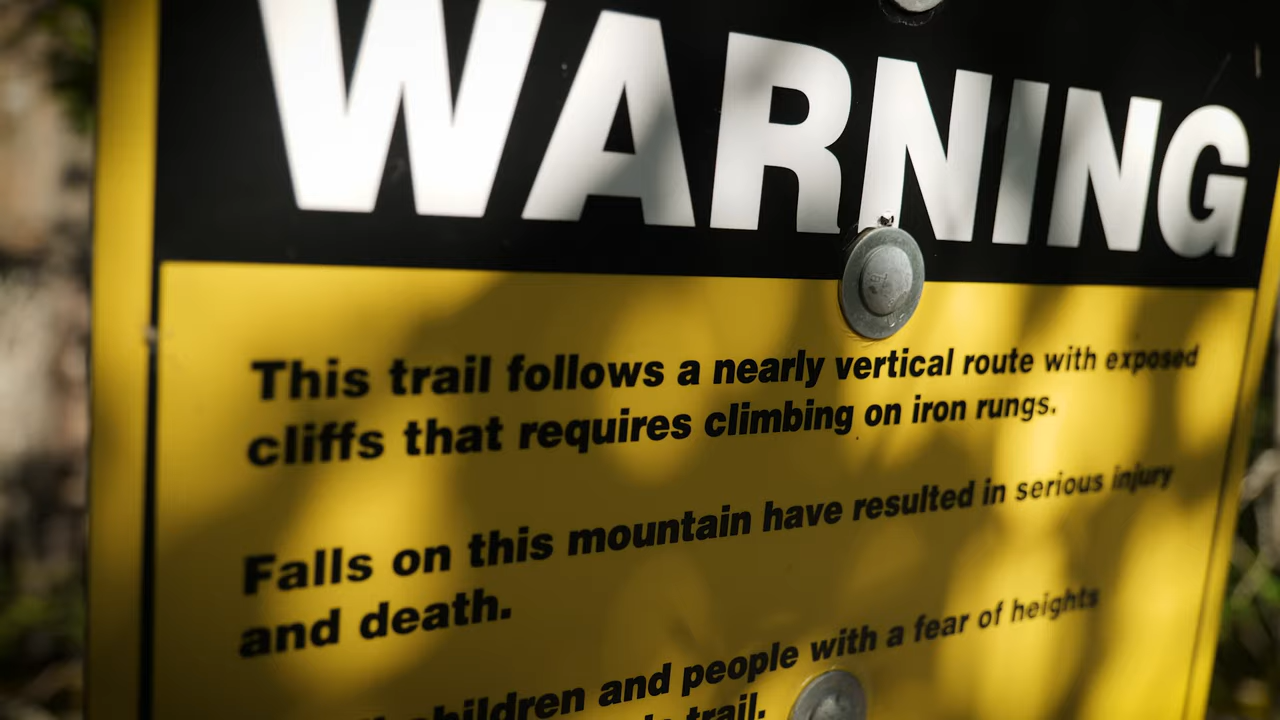 WARNING
This trail follows a nearly vertical route with exposed
cliffs that requires climbing on iron rungs.
Falls on this mountain have resulted in serious injury
and death.
children and people with a fear of heights
trail.